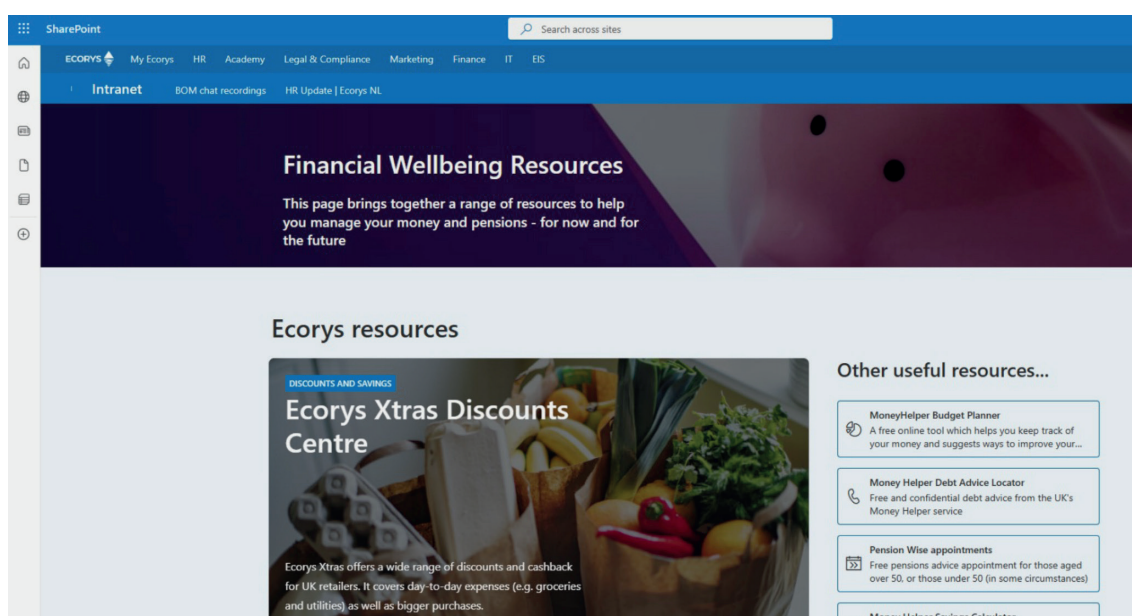 SharePoint
Search across sites
ECORYS My Ecorys HR Academy Legal & Compliance Marketing Finance IT EIS
Intranet BOM chat recordings HR Update | Ecorys NL
Financial Wellbeing Resources
This page brings together a range of resources to help
you manage your money and pensions - for now and for
the future
Ecorys resources
DISCOUNTS AND SAVINGS
Ecorys Xtras Discounts
Centre
Ecorys Xtras offers a wide range of discounts and cashback
for UK retailers. It covers day-to-day expenses (e.g. groceries
and utilities) as well as bigger purchases.
Other useful resources...
MoneyHelper Budget Planner
A free online tool which helps you keep track of
your money and suggests ways to improve your...
Money Helper Debt Advice Locator
Free and confidential debt advice from the UK's
Money Helper service
Pension Wise appointments
Free pensions advice appointment for those aged
over 50, or those under 50 (in some circumstances)
Money Helper Savings Calculator